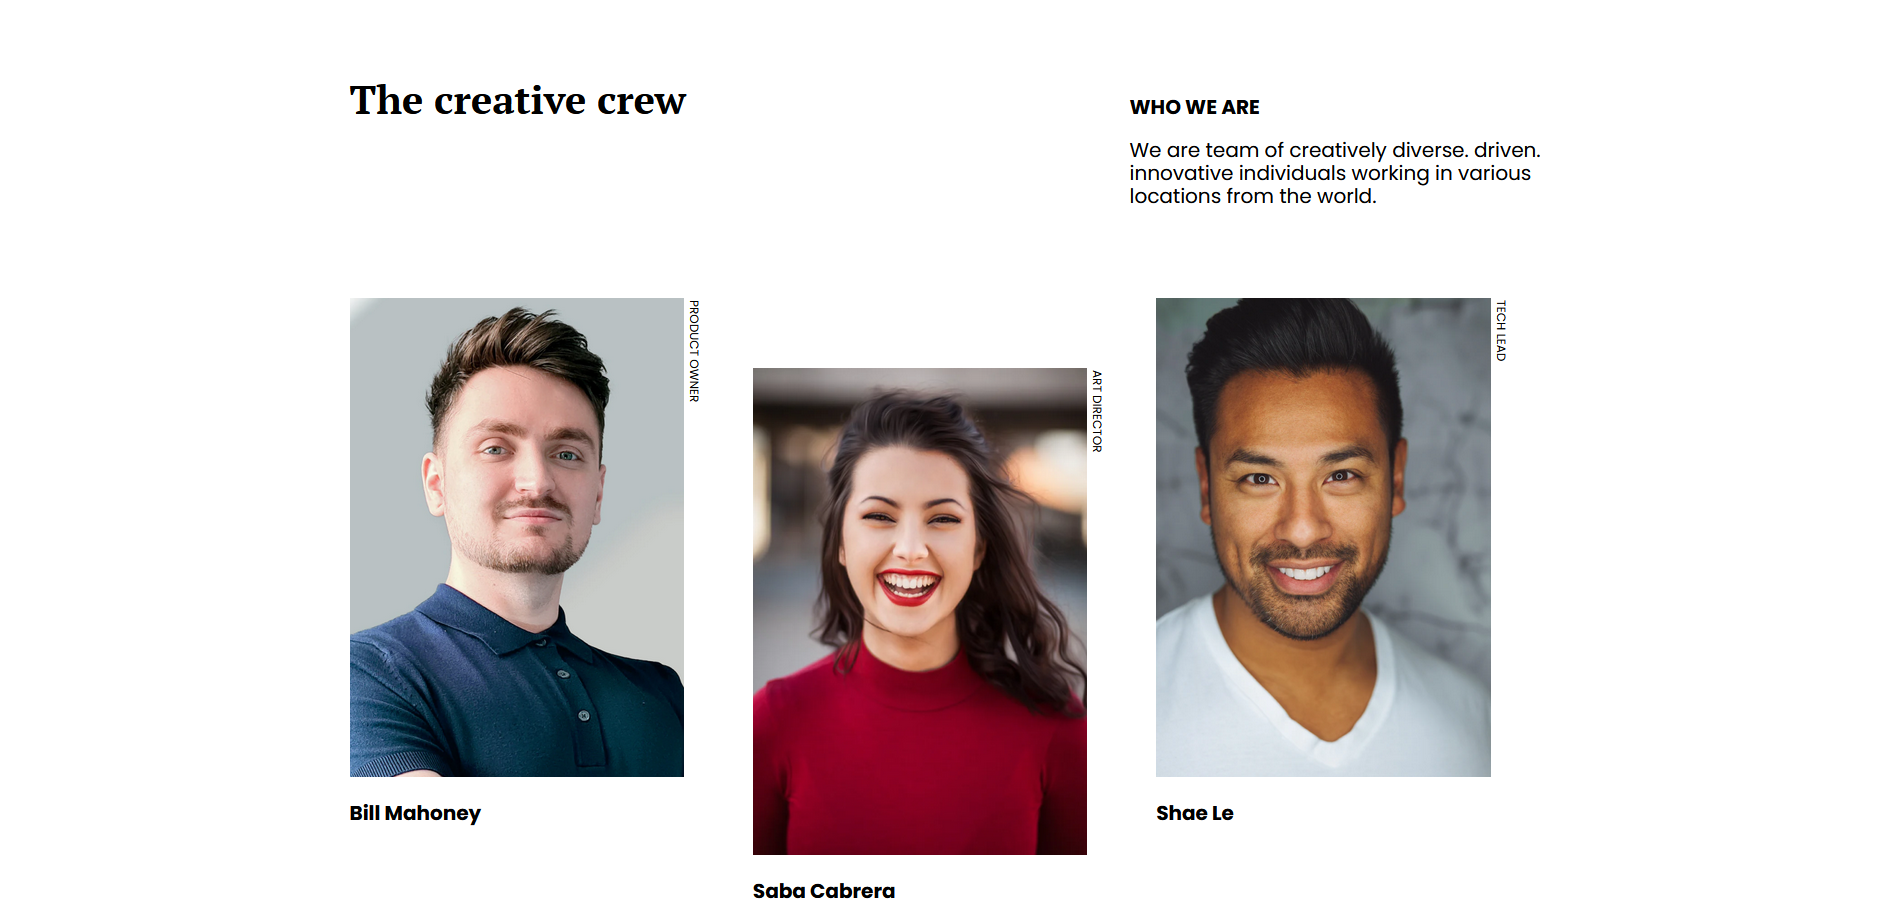 The creative crew
WHO WE ARE
We are team of creatively diverse. driven.
innovative individuals working in various
locations from the world.
PRODUCT OWNER
Bill Mahoney
ART DIRECTOR
Saba Cabrera
TECH LEAD
Shae Le